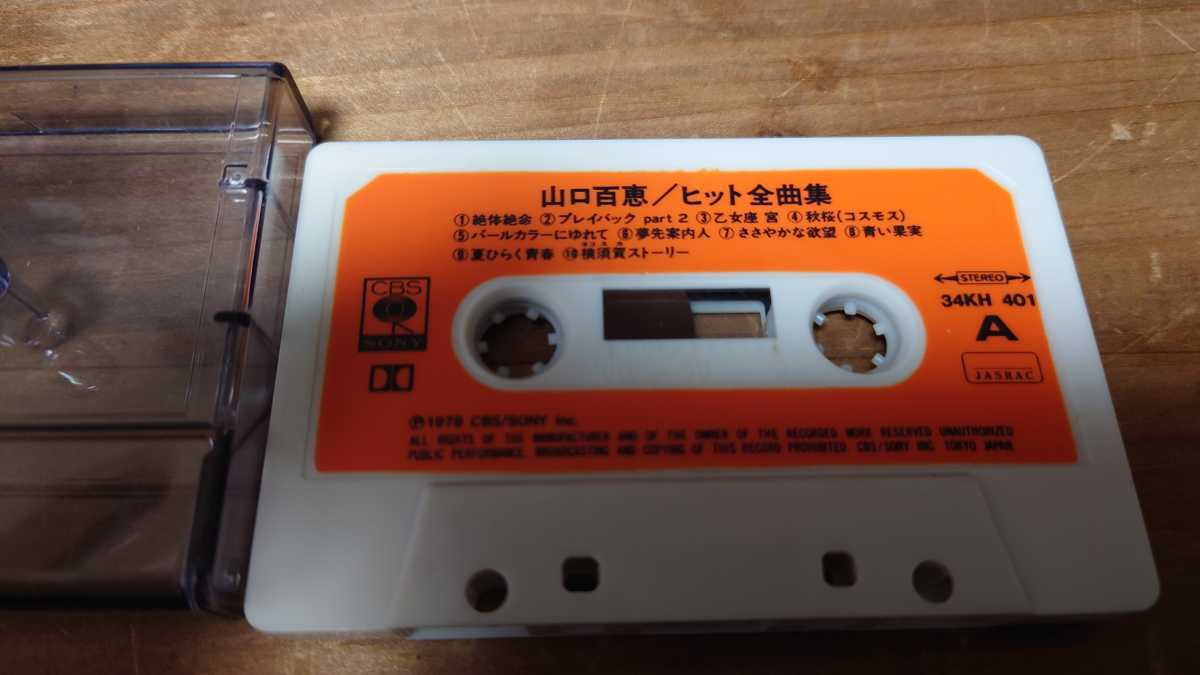 山口百恵／ヒット全曲集
①絶体絶命 ②プレイバック part 2 ③乙女座 宮 ④秋桜(コスモス)
⑤パールカラーにゆれて ⑥夢先案内人 ⑦ささやかな欲望 ⑧青い果実
ヨコスカ
⑨夏ひらく青春 ⑩横須賀ストーリー
CBS
SONY
STEREO
34KH 401
A
JASRAC
Ⓟ1978 CBS/SONY Inc.
ALL RIGHTS OF THE MANUFACTURER AND OF THE OWNER OF THE RECORDED WORK RESERVED UNAUTHORIZED
PUBLIC PERFORMANCE BROADCASTING AND COPYING OF THIS RECORD PROHIBITED CBS/SONY INC. TOKYO JAPAN